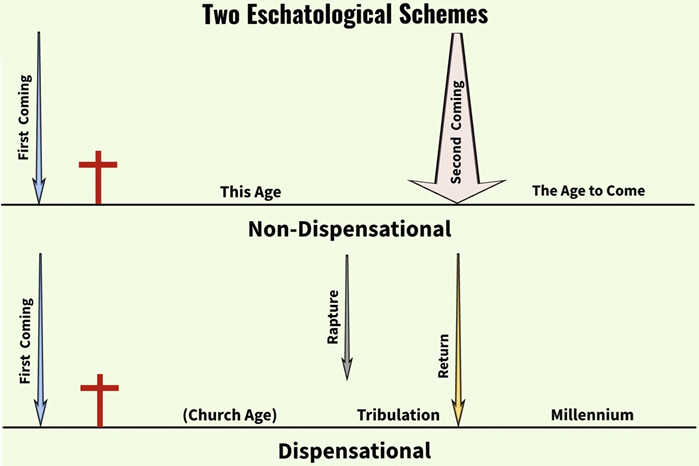 Two Eschatological Schemes
First Coming
Second Coming
This Age
The Age to Come
Non-Dispensational
First Coming
Rapture
Return
(Church Age)
Tribulation
Millennium
Dispensational